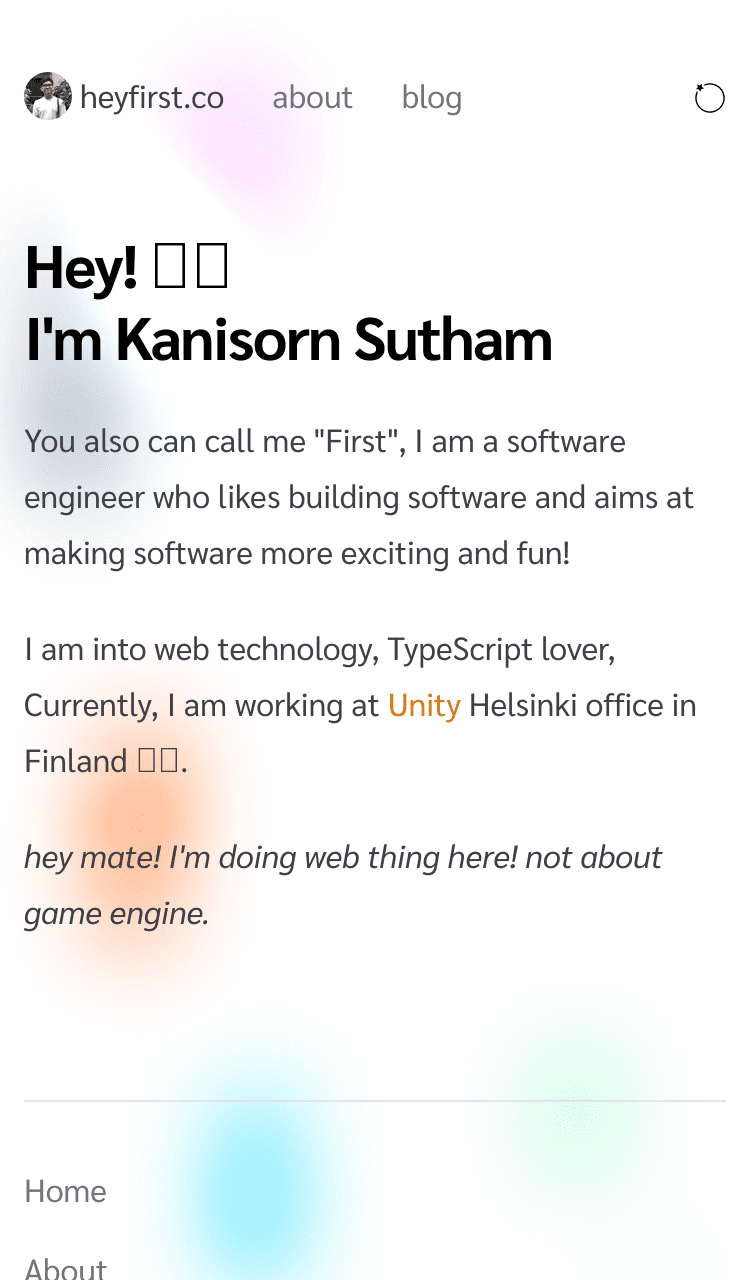 heyfirst.co about blog
Hey! 
I'm Kanisorn Sutham
You also can call me "First", I am a software
engineer who likes building software and aims at
making software more exciting and fun!
I am into web technology, TypeScript lover,
Currently, I am working at Unity Helsinki office in
Finland .
hey mate! I'm doing web thing here! not about
game engine.
Home
About